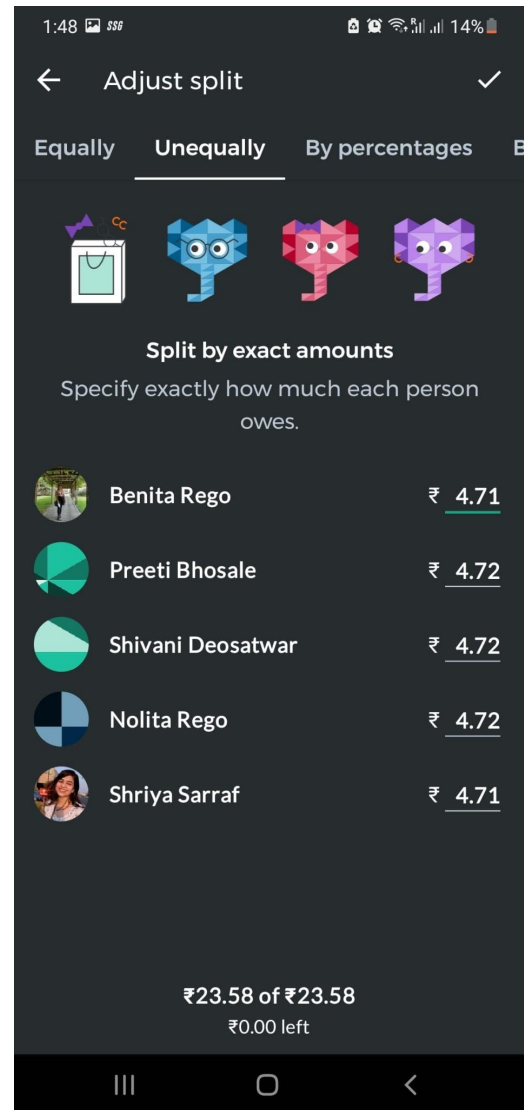 1:48 SSG 14%
Adjust split
Equally Unequally By percentages B
CC
Split by exact amounts
Specify exactly how much each person
owes.
Benita Rego ₹ 4.71
Preeti Bhosale ₹ 4.72
Shivani Deosatwar ₹ 4.72
Nolita Rego ₹ 4.72
Shriya Sarraf ₹ 4.71
₹23.58 of ₹23.58
₹0.00 left